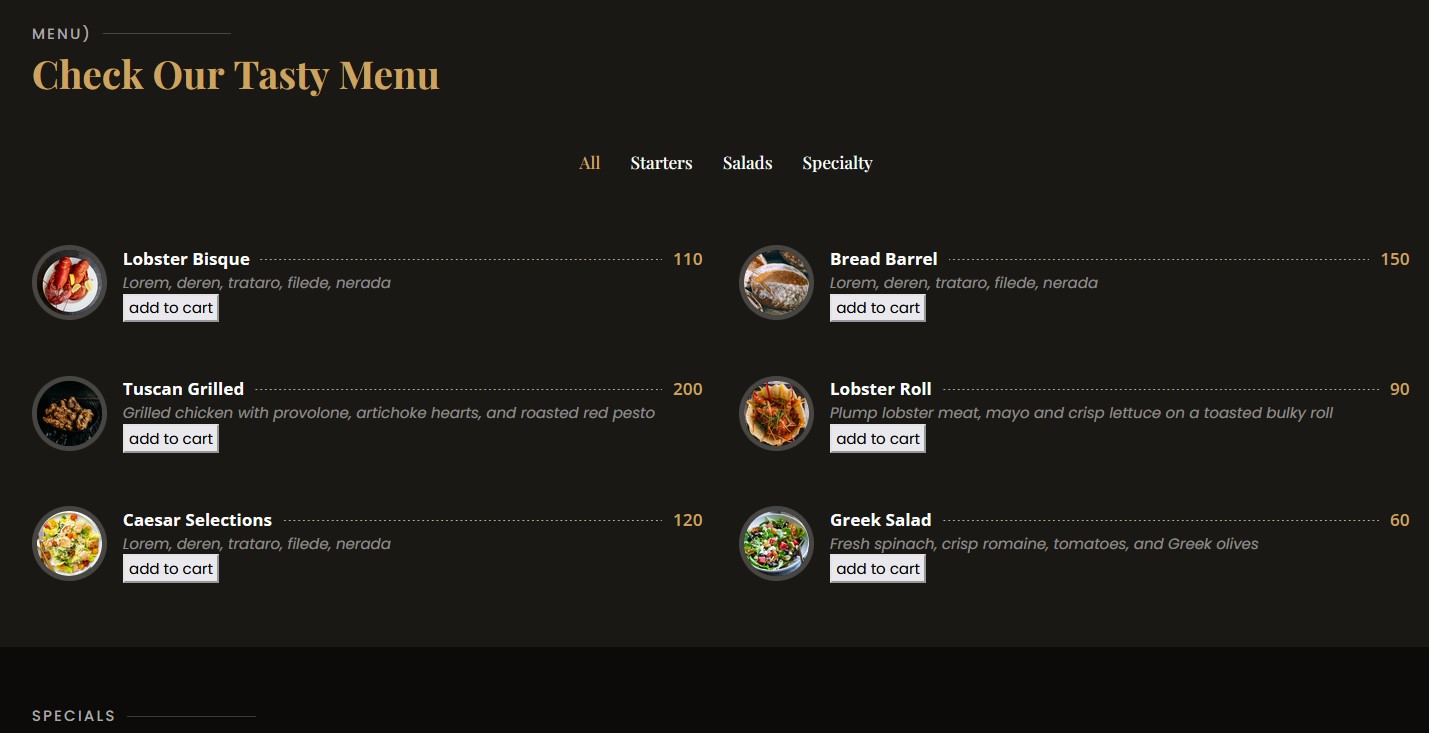 MENU)
Check Our Tasty Menu
All Starters Salads Specialty
Lobster Bisque 110
Lorem, deren, trataro, filede, nerada
add to cart
Bread Barrel 150
Lorem, deren, trataro, filede, nerada
add to cart
Tuscan Grilled 200
Grilled chicken with provolone, artichoke hearts, and roasted red pesto
add to cart
Lobster Roll 90
Plump lobster meat, mayo and crisp lettuce on a toasted bulky roll
add to cart
Caesar Selections 120
Lorem, deren, trataro, filede, nerada
add to cart
Greek Salad 60
Fresh spinach, crisp romaine, tomatoes, and Greek olives
add to cart
SPECIALS